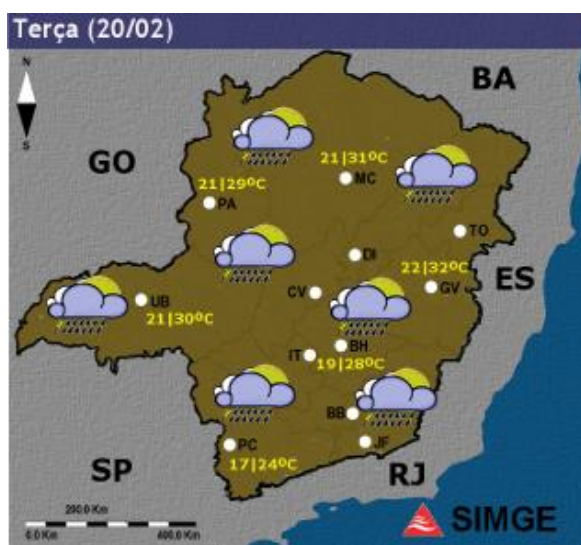 Terça (20/02)
N
BA
S
GO
21|31ºC
MC
21|29ºC
PA
TO
DI
22|32ºC
ES
CV
GV
UB
21|30ºC
BH
IT
19|28ºC
BB
JF
PC
17|24ºC
SP
RJ
200.0 Km
0.0 Km
400.0 Km
SIMGE